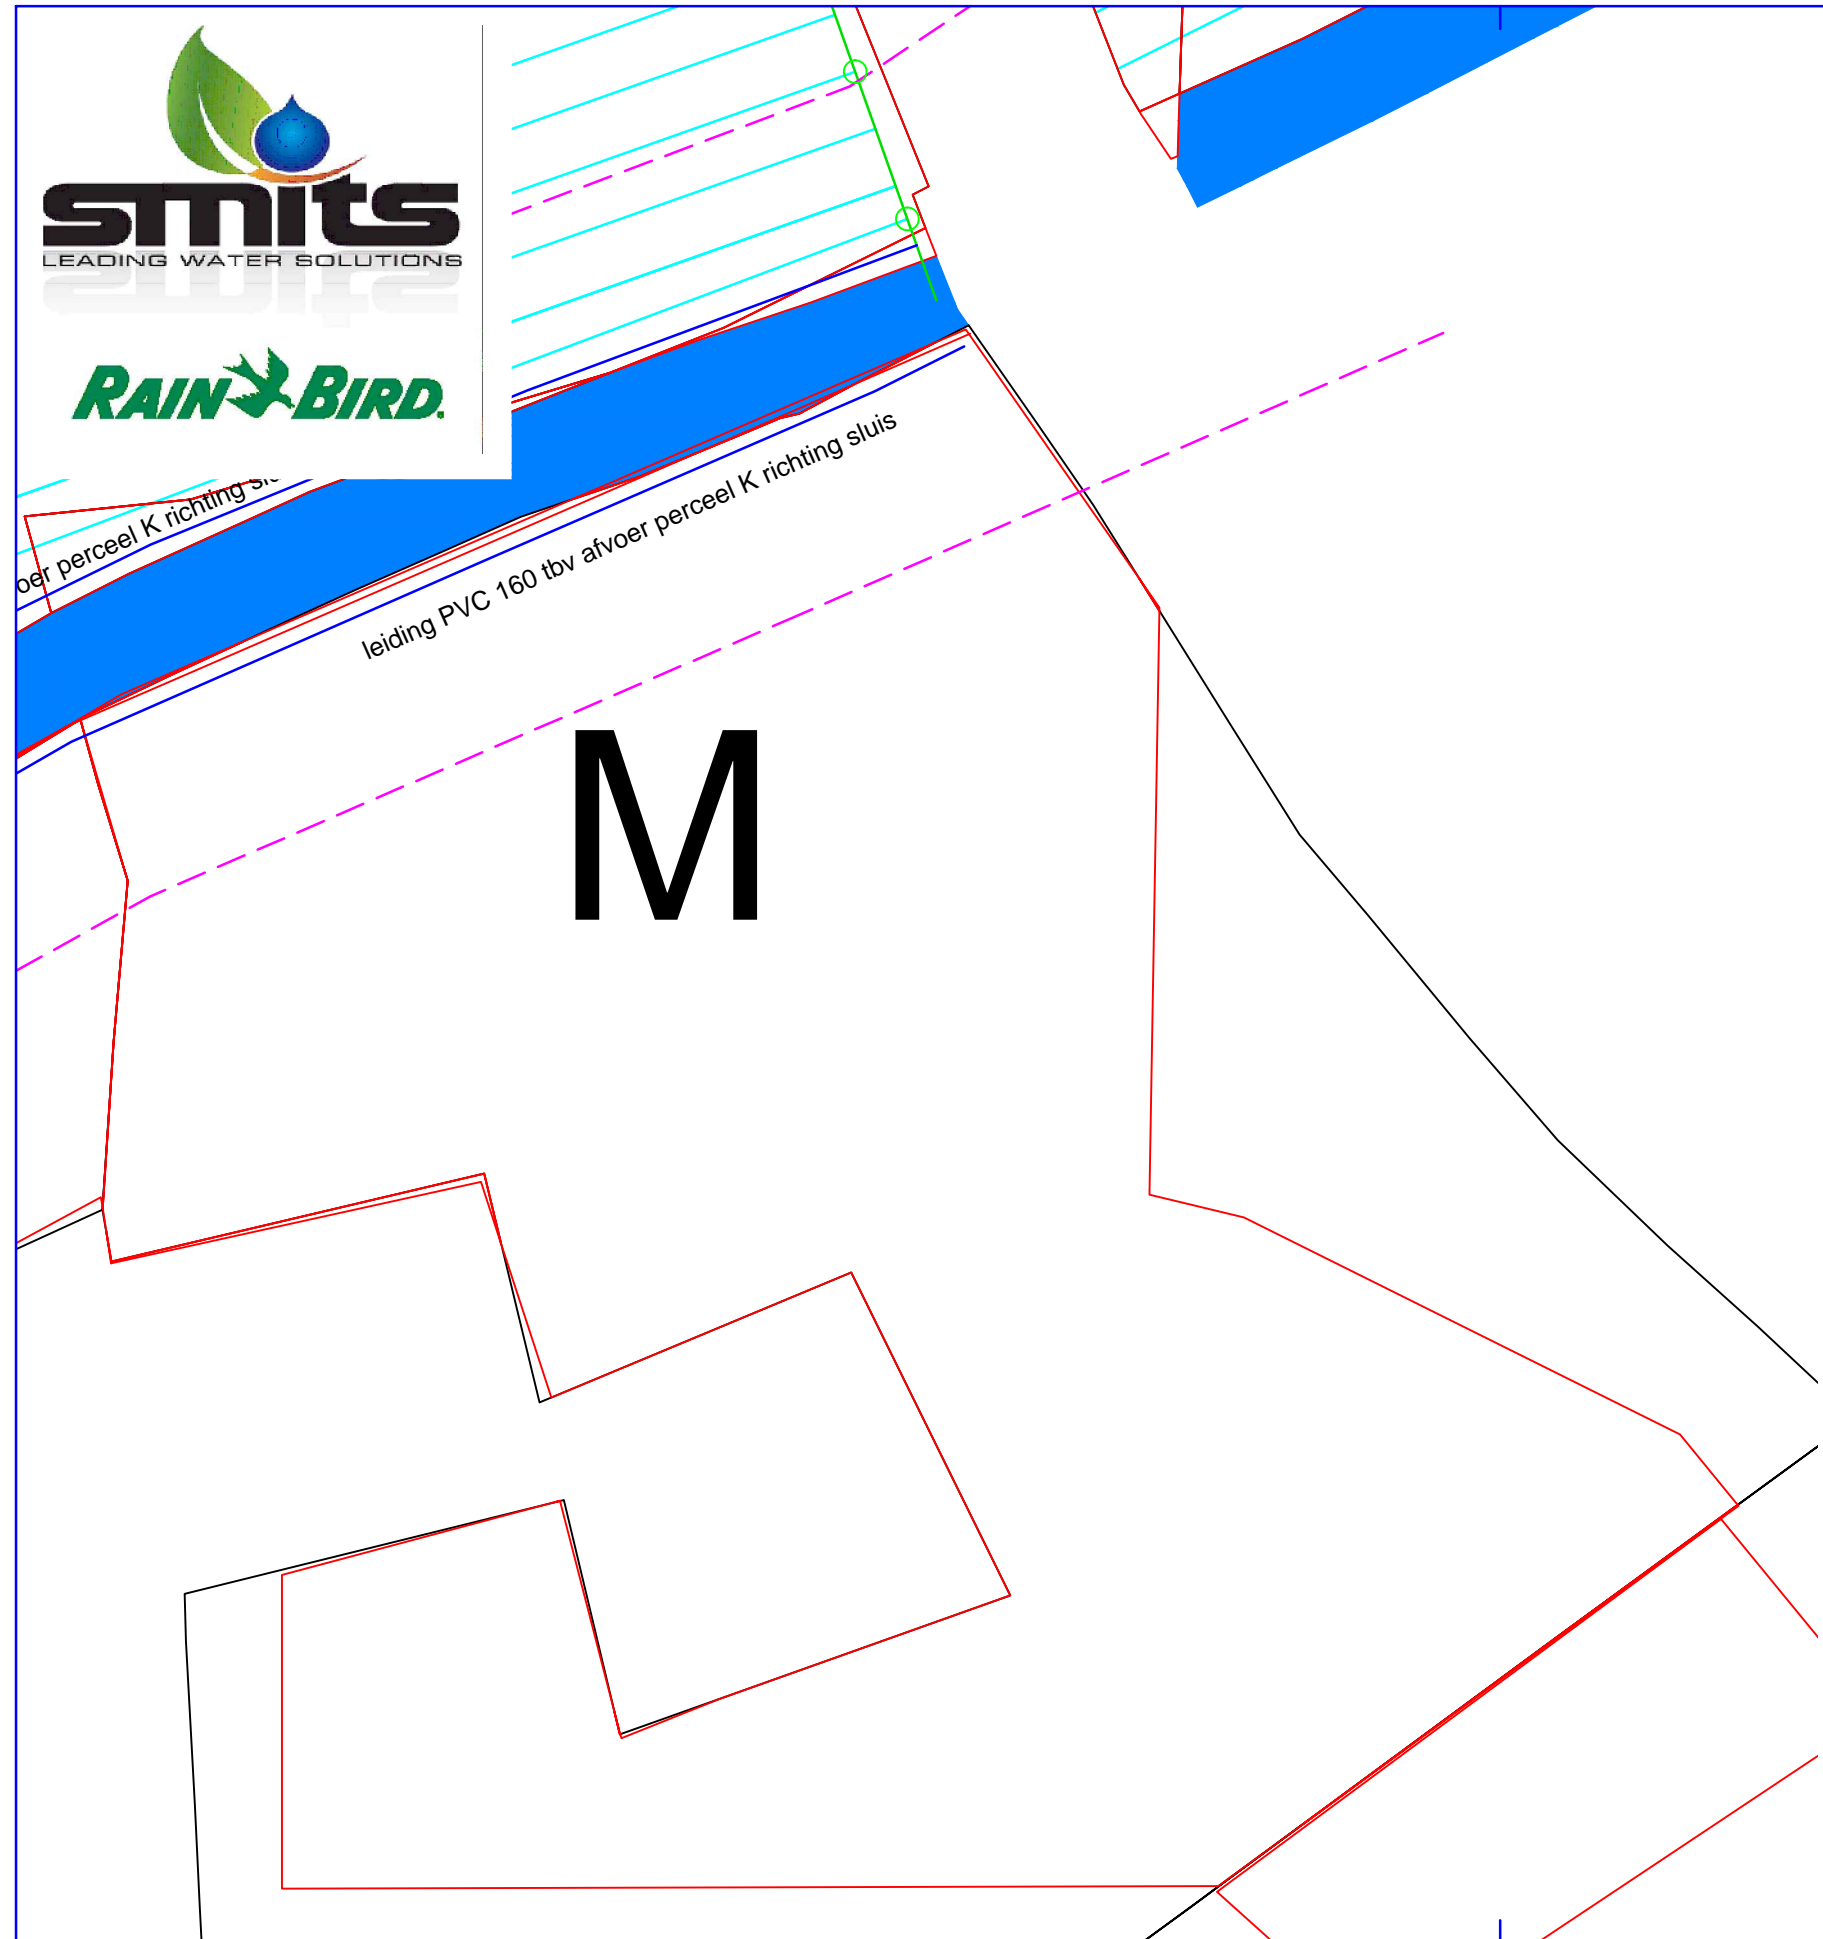 smits
LEADING WATER SOLUTIONS
RAIN BIRD.
perceel K richting
leiding PVC 160 tbv afvoer perceel K richting sluis
M